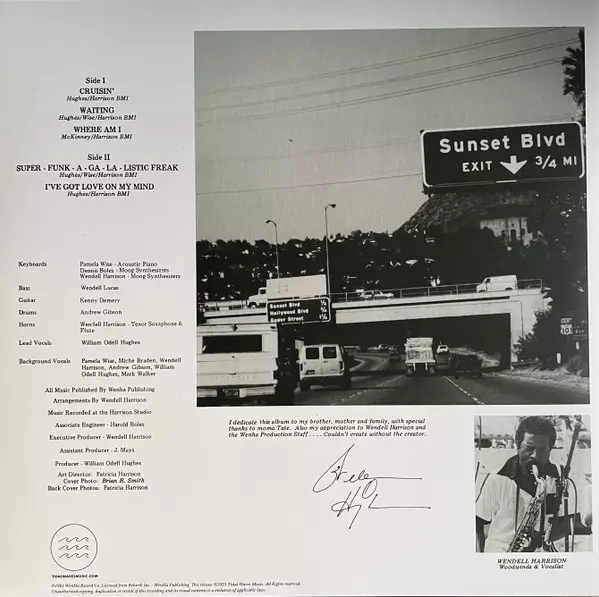 Side I
CRUISIN'
Hughes/Harrison BMI
WAITING
Hughes/Wise/Harrison BMI
WHERE AM I
McKinney/Harrison BMI
Side II
SUPER - FUNK - A - GA - LA - LISTIC FREAK
Hughes/Wise/Harrison BMI
I'VE GOT LOVE ON MY MIND
Hughes/Harrison BMI
Keyboards Pamela Wise - Acoustic Piano
Dennis Boles - Moog Synthesizers
Wendell Harrison - Moog Synthesizers
Bass Wendell Lucas
Guitar Kenny Demery
Drums Andrew Gibson
Horns Wendell Harrison - Tenor Saxophone &
Flute
Lead Vocals William Odell Hughes
Background Vocals Pamela Wise, Miche Braden, Wendell
Harrison, Andrew Gibson, William
Odell Hughes, Mark Walker
All Music Published By Wenha Publishing
Arrangements By Wendell Harrison
Music Recorded at the Harrison Studio
Associate Engineer - Harold Boles
Executive Producer - Wendell Harrison
Assistant Producer - J. Mays
Producer - William Odell Hughes
Art Director: Patricia Harrison
Cover Photo: Brian R. Smith
Back Cover Photos: Patricia Harrison
Sunset Blvd
EXIT 3/4 MI
Sunset Blvd
Hollywood Blvd
Gower Street
101
I dedicate this album to my brother, mother and family, with special
thanks to moma Tate. Also my appreciation to Wendell Harrison and
the Wenha Production Staff . . . . Couldn't create without the creator.
WENDELL HARRISON
Woodwinds & Vocalist
TIDALWAVESMUSIC.COM